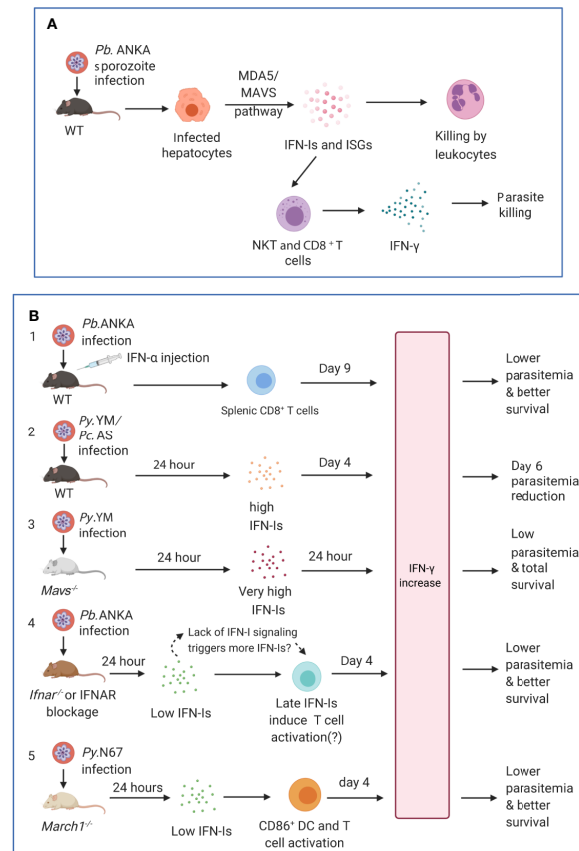 A
Pb. ANKA
sporozoite
infection
WT
Infected
hepatocytes
MDA5/
MAVS
pathway
IFN-Is and ISGs
Killing by
leukocytes
NKT and CD8 + T
cells
IFN-γ
Parasite
killing
B
1
Pb.ANKA
infection
IFN-α injection
WT
Splenic CD8+ T cells
Day 9
Lower
parasitemia
& better
survival
2
Py.YM/
Pc.AS
infection
WT
24 hour
high
IFN-Is
Day 4
Day 6
parasitemia
reduction
3
Py.YM
infection
Mavs-/-
24 hour
Very high
IFN-Is
24 hour
Low
parasitemia
& total
survival
IFN-γ
increase
4
Pb.ANKA
infection
Ifnar-/- or IFNAR
blockage
24 hour
Low IFN-Is
Lack of IFN-I signaling
triggers more IFN-Is?
Late IFN-Is
induce T cell
activation(?)
Day 4
Lower
parasitemia
& better
survival
5
Py.N67
infection
March1-/-
24 hours
Low IFN-Is
CD86+ DC and T
cell activation
day 4
Lower
parasitemia
& better
survival